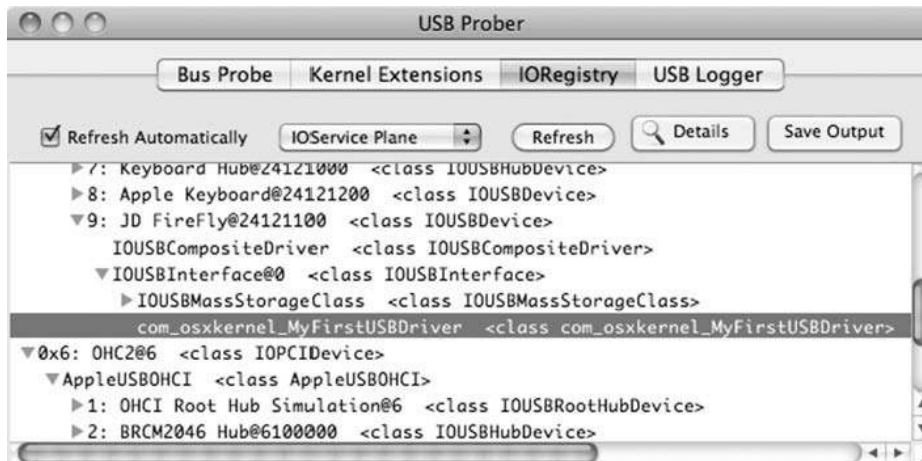 USB Prober
Bus Probe Kernel Extensions IORegistry USB Logger
Refresh Automatically IOService Plane Refresh Details Save Output
7: Keyboard Hub@24121000 <class IOUSBHubDevice>
8: Apple Keyboard@24121200 <class IOUSBDevice>
9: JD FireFly@24121100 <class IOUSBDevice>
IOUSBCompositeDriver <class IOUSBCompositeDriver>
IOUSBInterface@0 <class IOUSBInterface>
IOUSBMassStorageClass <class IOUSBMassStorageClass>
com_osxkernel_MyFirstUSBDriver <class com_osxkernel_MyFirstUSBDriver>
0x6: OHC2@6 <class IOPCIDevice>
AppleUSBOHCI <class AppleUSBOHCI>
1: OHCI Root Hub Simulation@6 <class IOUSBRootHubDevice>
2: BRCM2046 Hub@6100000 <class IOUSBHubDevice>